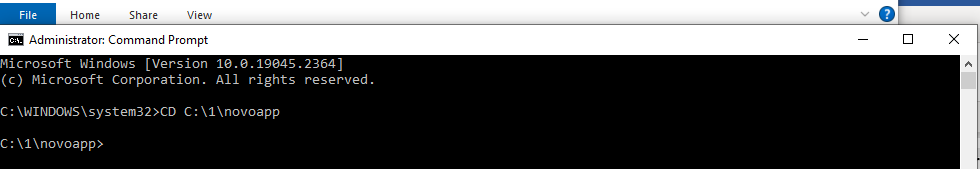 File Home Share View
Administrator: Command Prompt
Microsoft Windows [Version 10.0.19045.2364]
(c) Microsoft Corporation. All rights reserved.
C:\WINDOWS\system32>CD C:\1\novoapp
C:\1\novoapp>